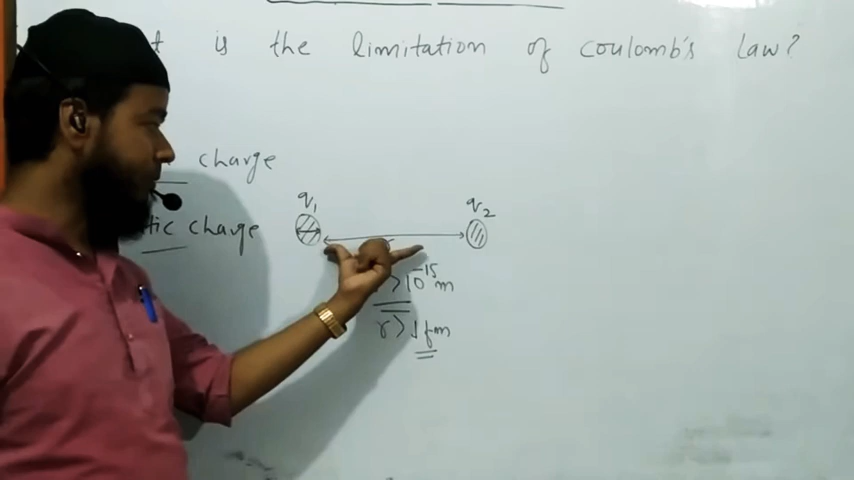 is the limitation of coulomb's law?
charge
q1 q2
tic charge
> 10^-15 m
r > 1 fm